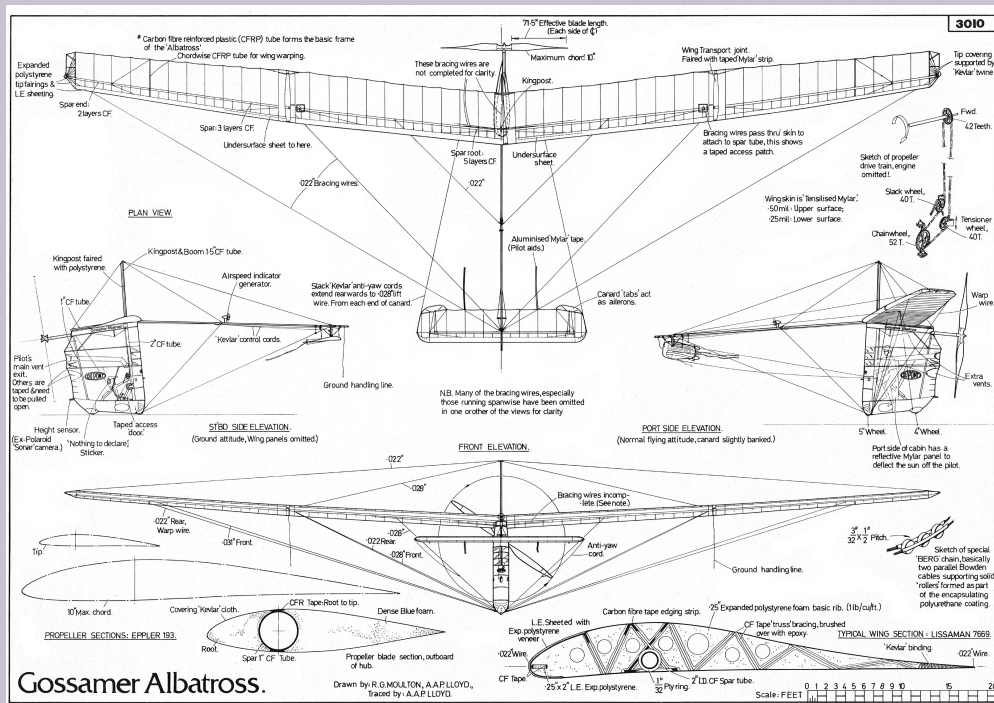 3010
71·5" Effective blade length.
(Each side of ℄)
Maximum chord 10"
* Carbon fibre reinforced plastic (CFRP) tube forms the basic frame
of the 'Albatross'
Chordwise CFRP tube for wing warping.
These bracing wires are
not completed for clarity.
Kingpost.
Wing Transport joint.
Faired with taped 'Mylar' strip.
Tip covering
supported by
'Kevlar' twine
Expanded
polystyrene
tip fairings &
L.E. sheeting.
Spar end:
2 layers CF.
Spar: 3 layers CF.
Undersurface sheet to here.
Spar root:
5 layers CF.
Undersurface
sheet.
Bracing wires pass thru' skin to
attach to spar tube, this shows
a taped access patch.
Fwd.
42 Teeth.
Sketch of propeller
drive train, engine
omitted!.
·022" Bracing wires.
·022"
Wing skin is 'Tensilised Mylar',
·50mil: Upper surface;
·25mil: Lower surface.
Slack wheel,
40T.
Chainwheel,
52 T.
Tensioner
wheel,
40T.
PLAN VIEW.
Kingpost & Boom 1·5" CF tube.
Kingpost faired
with polystyrene.
Airspeed indicator
generator.
Slack 'Kevlar' anti-yaw cords
extend rearwards to ·028" lift
wire. From each end of canard.
Aluminised 'Mylar' tape.
(Pilot aids.)
Canard 'tabs' act
as ailerons.
1" CF tube.
2" CF tube.
'Kevlar' control cords.
Warp
wire.
Pilot's
main vent
exit.
Others are
taped & need
to be pulled
open.
DUPONT
Ground handling line.
DUPONT
Extra
vents.
N.B. Many of the bracing wires, especially
those running spanwise have been omitted
in one or other of the views for clarity.
Height sensor.
(Ex-Polaroid
'Sonar' camera.)
'Nothing to declare',
Sticker.
Taped access
door.
ST'BD SIDE ELEVATION.
(Ground attitude, Wing panels omitted.)
PORT SIDE ELEVATION.
(Normal flying attitude, canard slightly banked.)
5" Wheel.
4" Wheel.
Port side of cabin has a
reflective Mylar panel to
deflect the sun off the pilot.
FRONT ELEVATION.
·022"
·028"
Bracing wires incomp-
lete. (See note.)
·022" Rear,
Warp wire.
·031" Front.
·028"
·022 Rear.
·028" Front.
Anti-yaw
cord.
Ground handling line.
3/32" x 1/2" Pitch.
Sketch of special
'BERG' chain, basically
two parallel Bowden
cables supporting solid
'rollers' formed as part
of the encapsulating
polyurethane coating.
Tip.
10" Max. chord.
Covering 'Kevlar' cloth.
CFR Tape: Root to tip.
Dense Blue foam.
PROPELLER SECTIONS: EPPLER 193.
Root.
Spar 1" CF Tube.
Propeller blade section, outboard
of hub.
Carbon fibre tape edging strip.
·25" Expanded polystyrene foam basic rib. (1 lb/cu/ft.)
L.E. Sheeted with
Exp. polystyrene
veneer
CF Tape 'truss' bracing, brushed
over with epoxy.
TYPICAL WING SECTION : LISSAMAN 7669.
·022" Wire.
'Kevlar' binding.
·022" Wire.
CF Tape.
·25" x 2" L.E. Exp. polystyrene.
1/32" Ply ring.
2" I.D. CF Spar tube.
Gossamer Albatross.
Drawn by: R.G. MOULTON, A.A.P. LLOYD.,
Traced by: A.A.P. LLOYD.
Scale: FEET 0 1 2 3 4 5 6 7 8 9 10 15 20